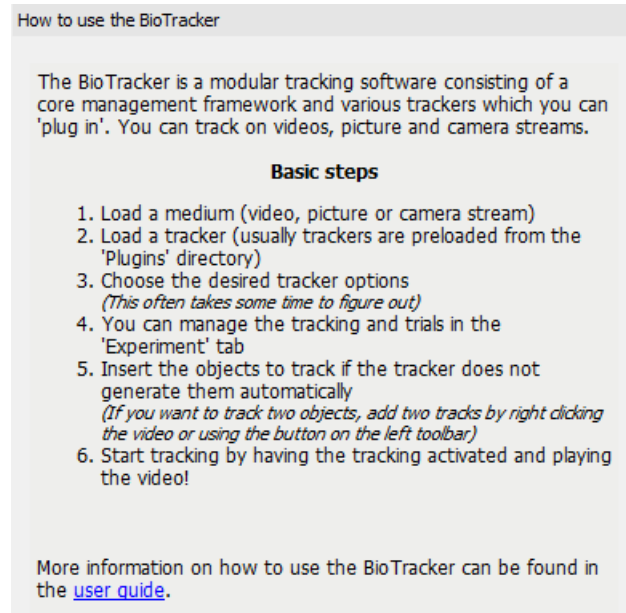 How to use the BioTracker
The BioTracker is a modular tracking software consisting of a
core management framework and various trackers which you can
'plug in'. You can track on videos, picture and camera streams.
Basic steps
1. Load a medium (video, picture or camera stream)
2. Load a tracker (usually trackers are preloaded from the
'Plugins' directory)
3. Choose the desired tracker options
(This often takes some time to figure out)
4. You can manage the tracking and trials in the
'Experiment' tab
5. Insert the objects to track if the tracker does not
generate them automatically
(If you want to track two objects, add two tracks by right clicking
the video or using the button on the left toolbar)
6. Start tracking by having the tracking activated and playing
the video!
More information on how to use the BioTracker can be found in
the user guide.